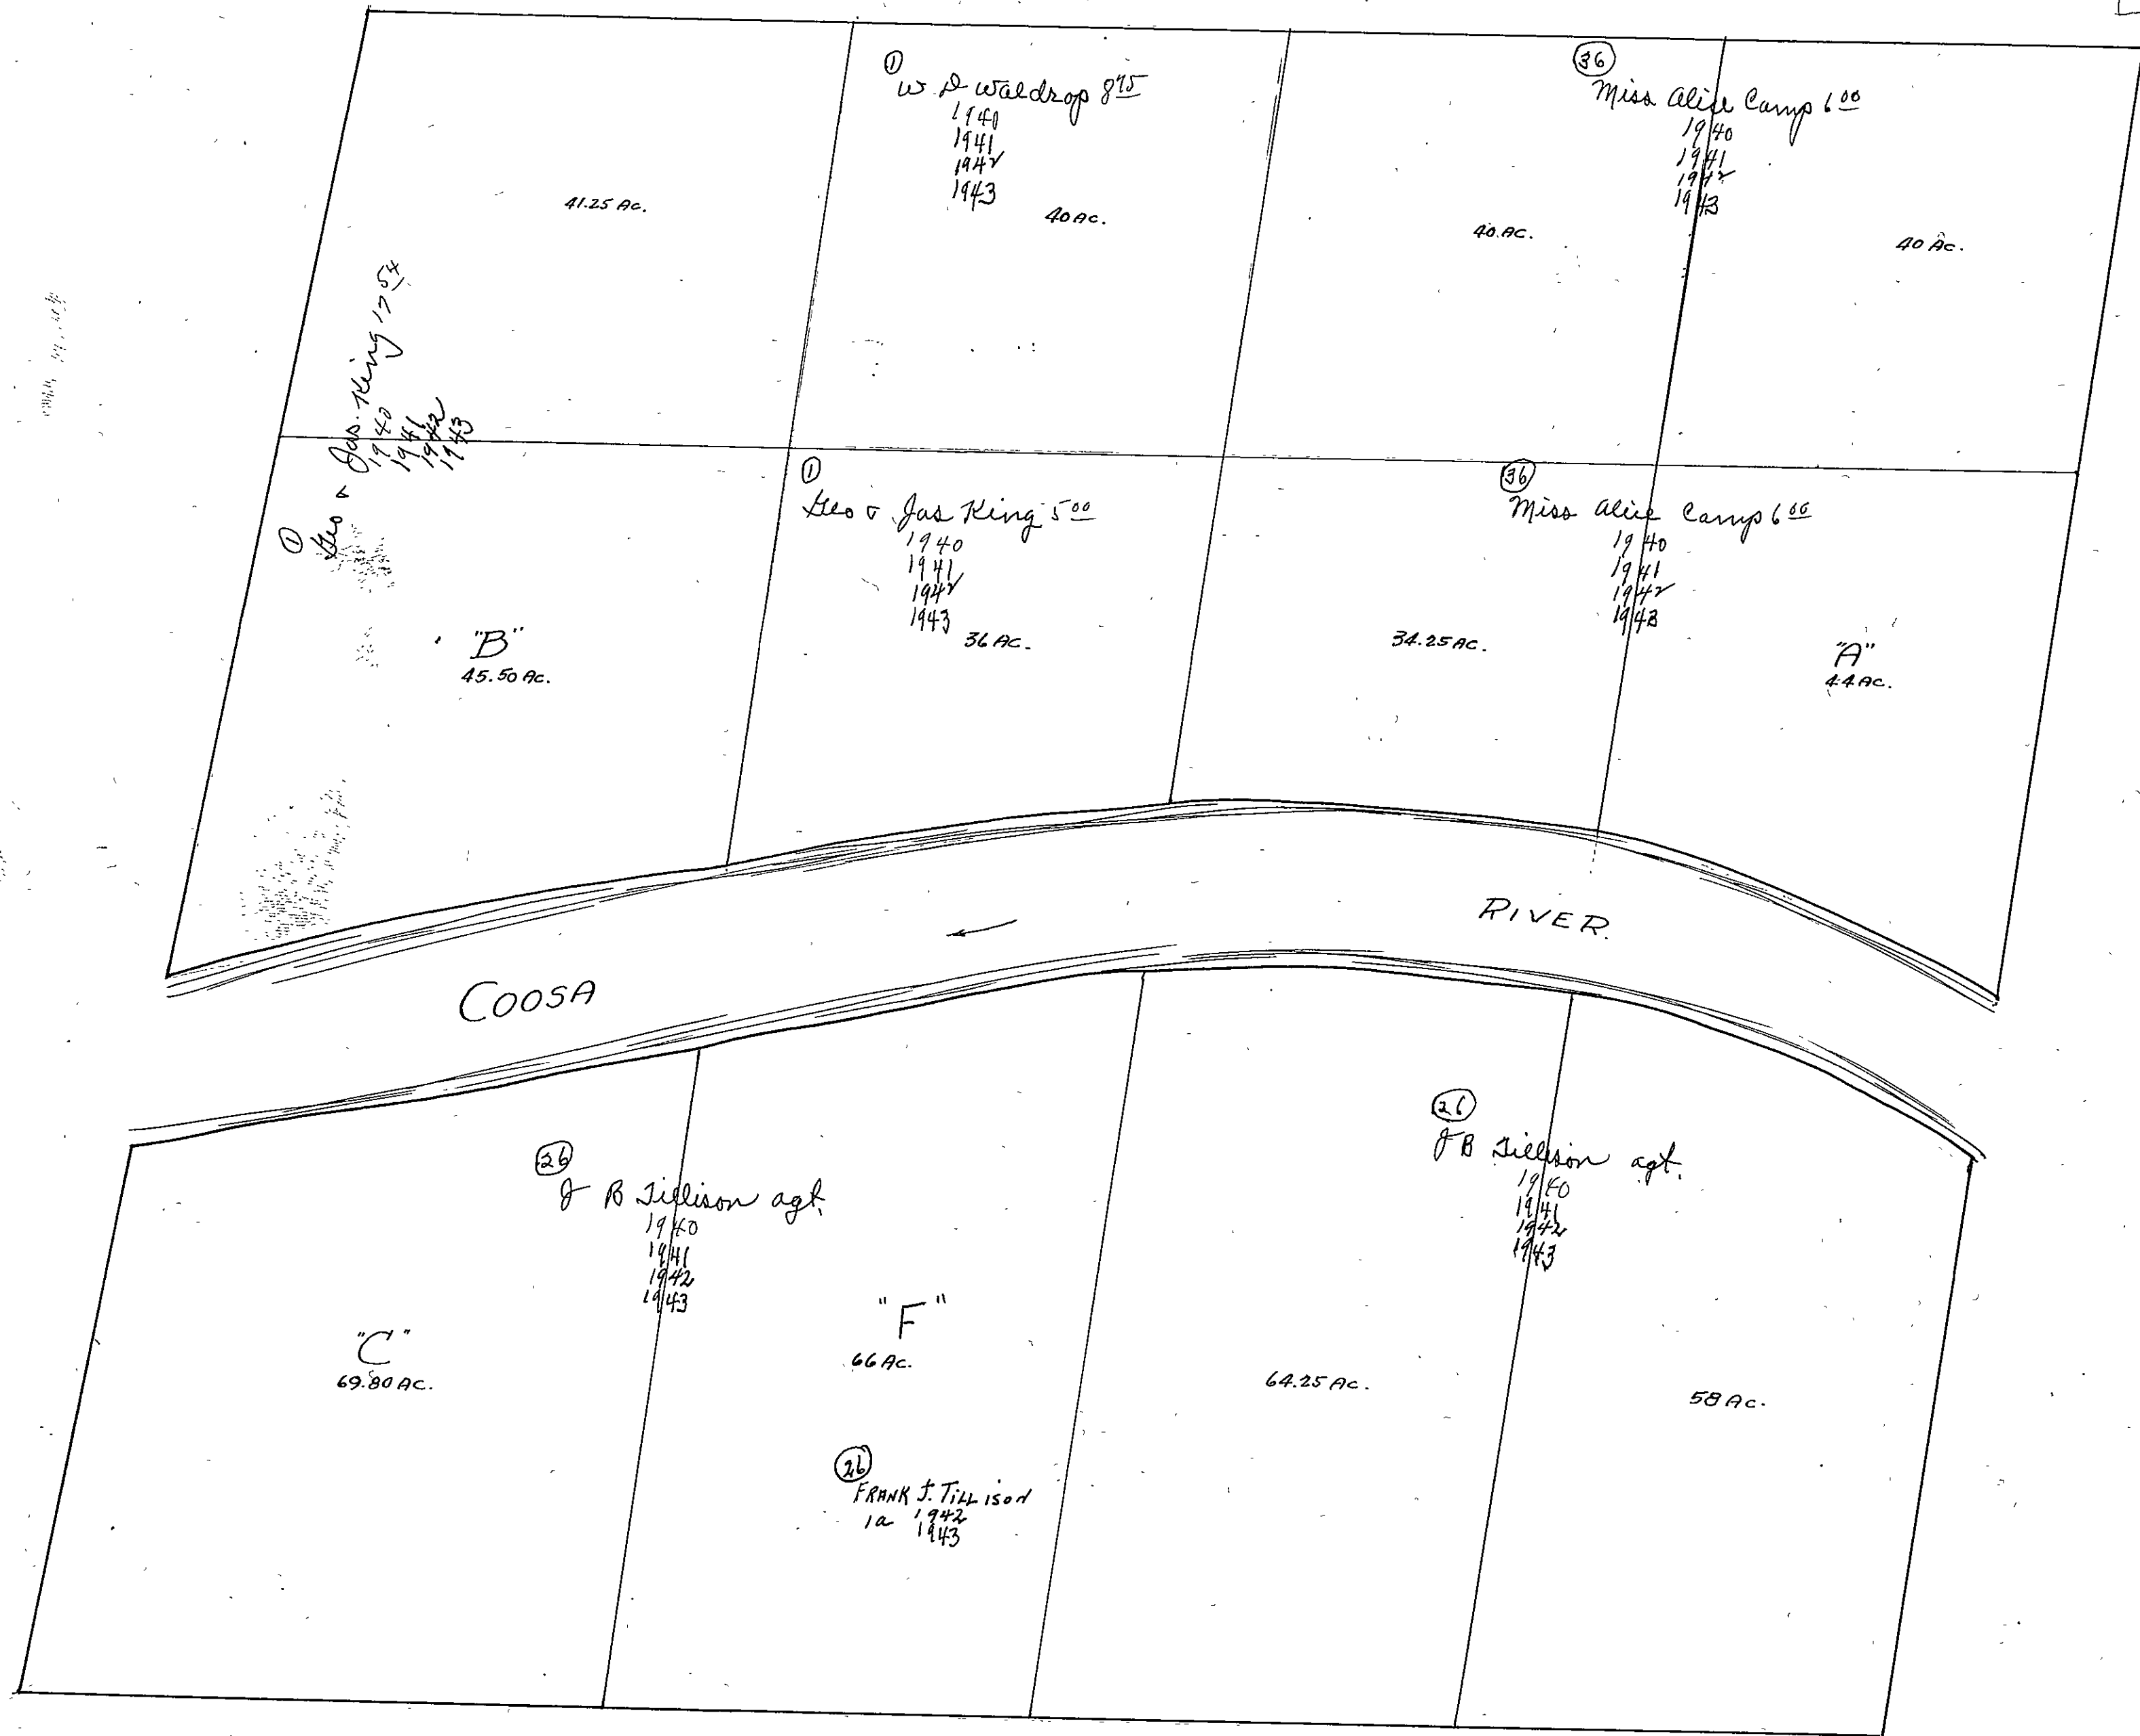 ①
W. D Waldrop 8 75
1940
1941
1942
1943
40 Ac.
41.25 Ac.
36
Miss Alice Camp 6 00
1940
1941
1942
1943
40 Ac.
40 Ac.
①
Geo & Jas. King 17 54
1940
1941
1942
1943
"B"
45.50 Ac.
①
Geo & Jas King 5 00
1940
1941
1942
1943
36 Ac.
36
Miss Alice Camp 6 00
1940
1941
1942
1943
34.25 Ac.
"A"
44 Ac.
COOSA RIVER.
26
J B Tillison agt.
1940
1941
1942
1943
"C"
69.80 Ac.
"F"
66 Ac.
26
FRANK J. TILLISON
1a 1942
1943
26
J B Tillison agt.
1940
1941
1942
1943
64.25 Ac.
58 Ac.